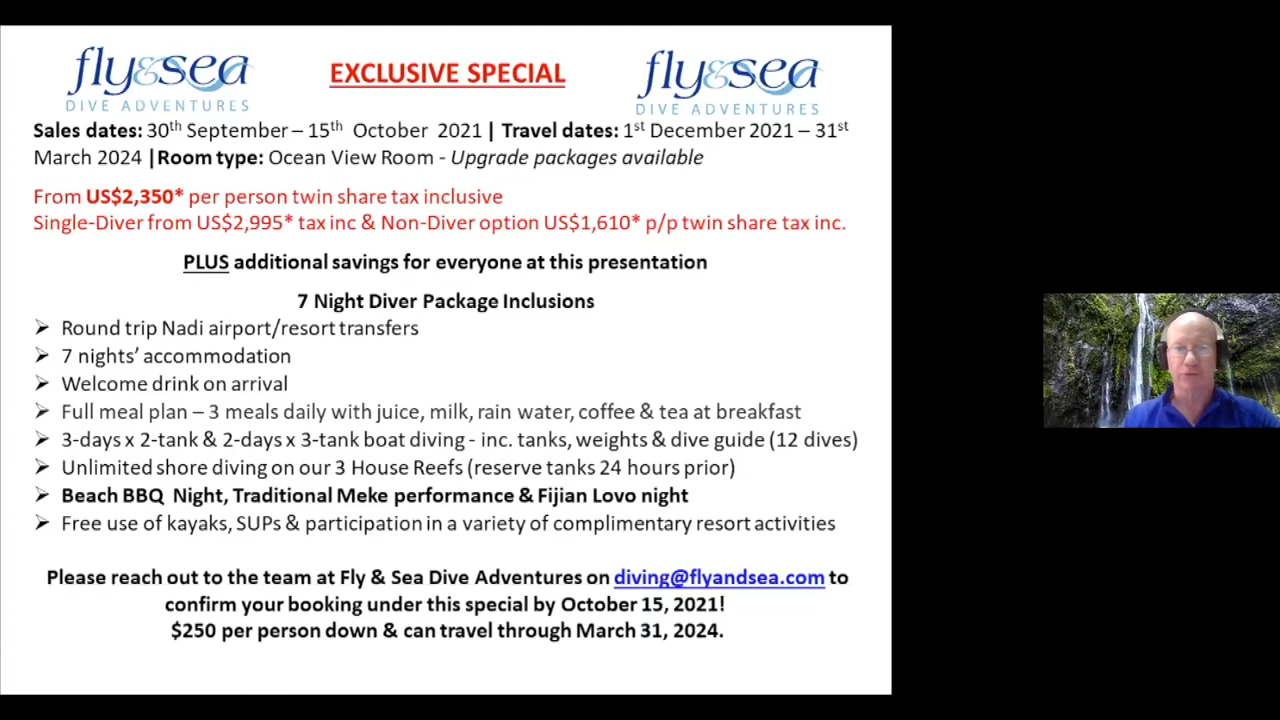 fly&sea
DIVE ADVENTURES
EXCLUSIVE SPECIAL
fly&sea
DIVE ADVENTURES
Sales dates: 30th September – 15th October 2021 | Travel dates: 1st December 2021 – 31st
March 2024 |Room type: Ocean View Room - Upgrade packages available
From US$2,350* per person twin share tax inclusive
Single-Diver from US$2,995* tax inc & Non-Diver option US$1,610* p/p twin share tax inc.
PLUS additional savings for everyone at this presentation
7 Night Diver Package Inclusions
➢ Round trip Nadi airport/resort transfers
➢ 7 nights’ accommodation
➢ Welcome drink on arrival
➢ Full meal plan – 3 meals daily with juice, milk, rain water, coffee & tea at breakfast
➢ 3-days x 2-tank & 2-days x 3-tank boat diving - inc. tanks, weights & dive guide (12 dives)
➢ Unlimited shore diving on our 3 House Reefs (reserve tanks 24 hours prior)
➢ Beach BBQ Night, Traditional Meke performance & Fijian Lovo night
➢ Free use of kayaks, SUPs & participation in a variety of complimentary resort activities
Please reach out to the team at Fly & Sea Dive Adventures on diving@flyandsea.com to
confirm your booking under this special by October 15, 2021!
$250 per person down & can travel through March 31, 2024.